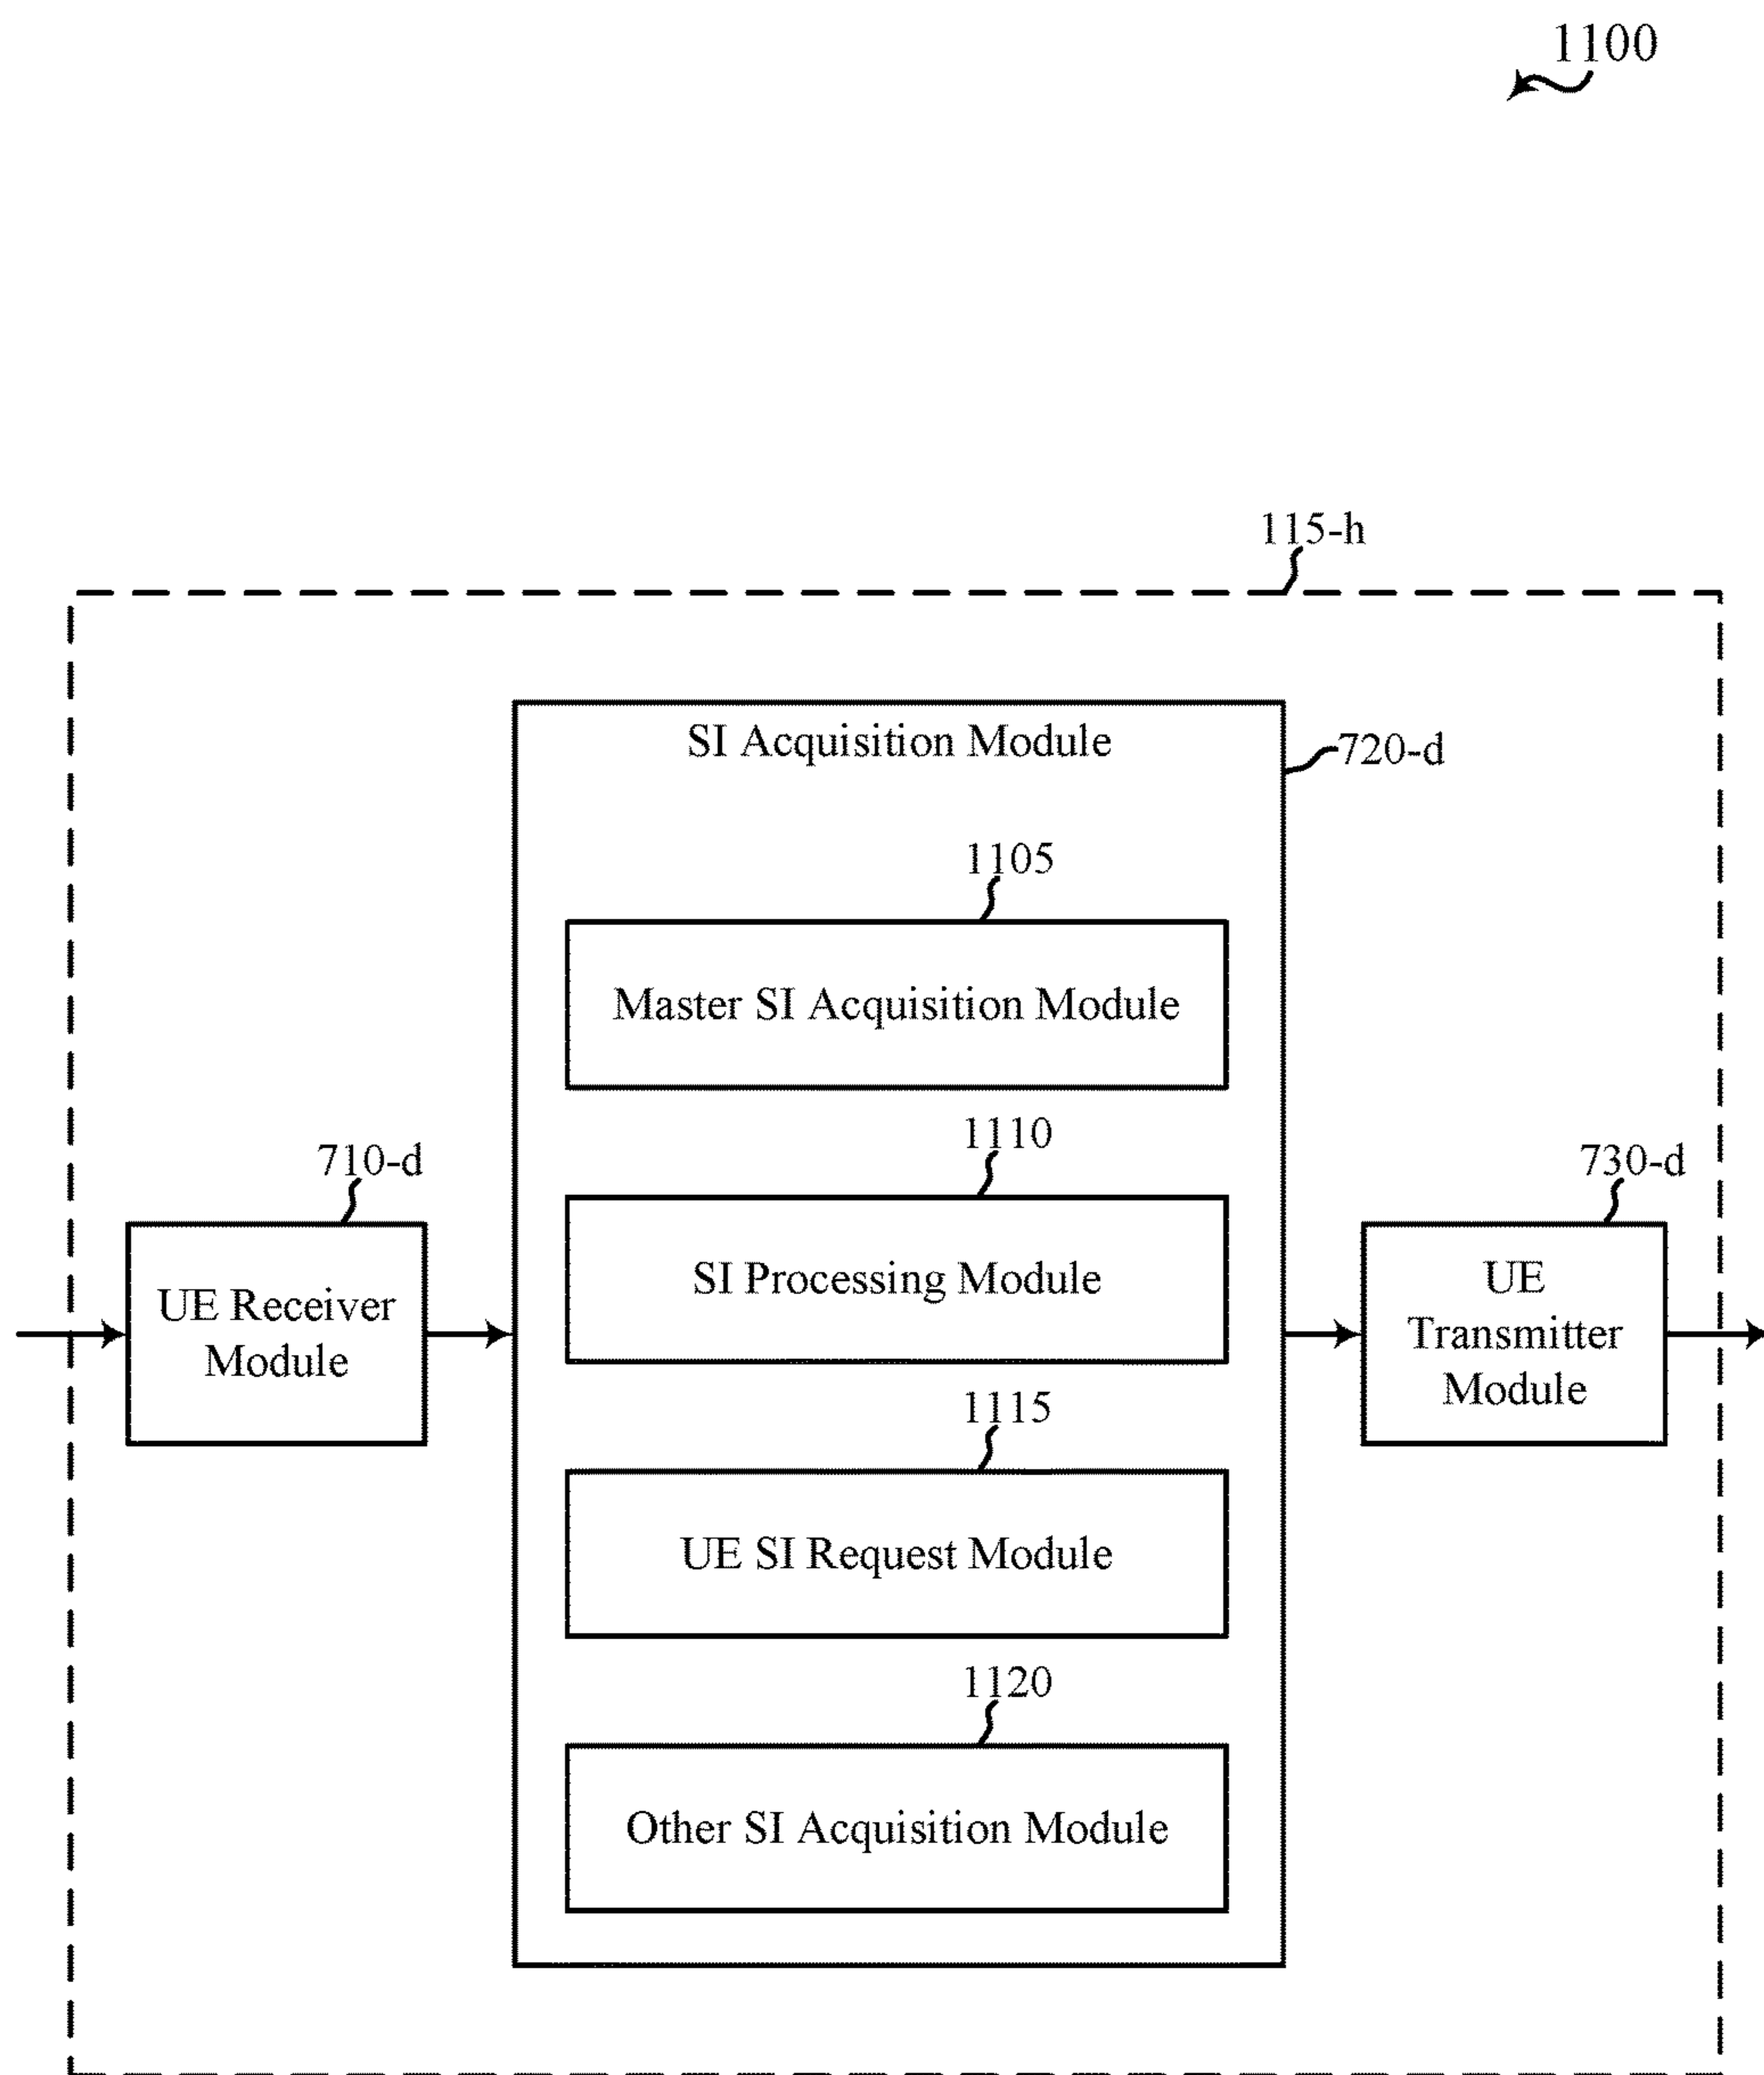 1100
115-h
SI Acquisition Module
720-d
1105
Master SI Acquisition Module
1110
710-d
730-d
SI Processing Module
UE Receiver
Module
UE
Transmitter
Module
1115
UE SI Request Module
1120
Other SI Acquisition Module